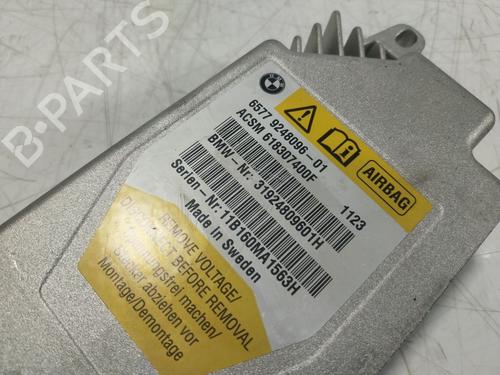 B-PARTS
BMW
6577 9248096-01
ACSM 618307400F
1123
BMW-Nr: 31924809601H
Serien-Nr:11B160MA1563H
Made In Sweden
AIRBAG
REMOVE VOLTAGE/
DISCONNECT BEFORE REMOVAL
Spannungsfrei machen/
Stecker abziehen vor
Montage/Demontage